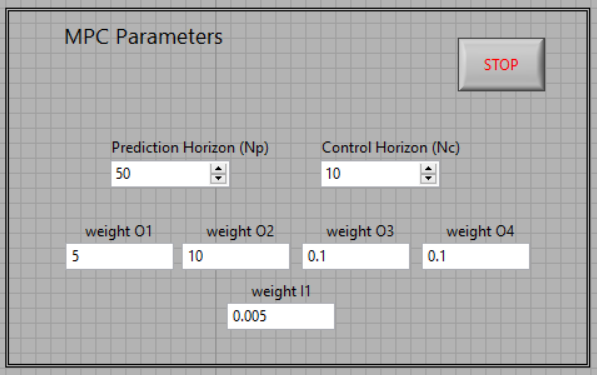 MPC Parameters
STOP
Prediction Horizon (Np) Control Horizon (Nc)
50 10
weight O1 weight O2 weight O3 weight O4
5 10 0.1 0.1
weight I1
0.005